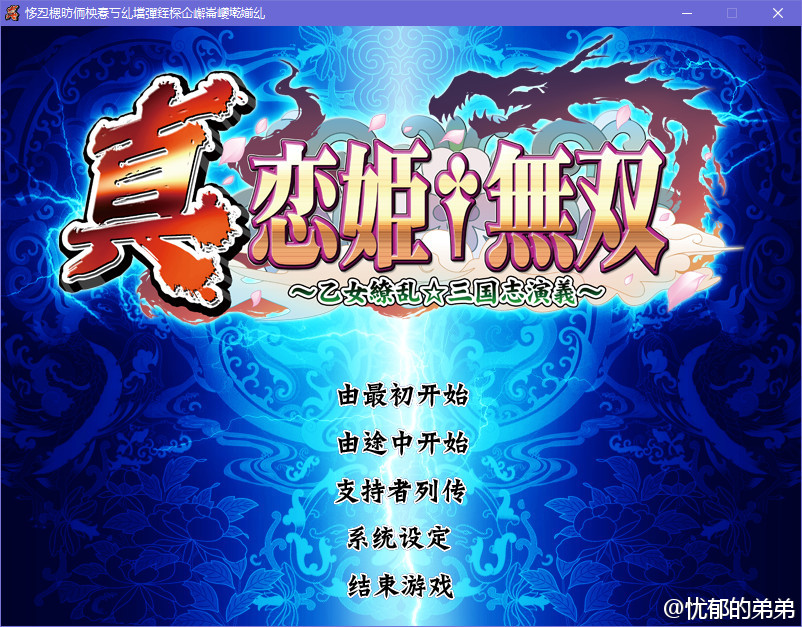 真
恋姫†無双
~乙女繚乱☆三国志演義~
由最初开始
由途中开始
支持者列传
系统设定
结束游戏
@忧郁的弟弟